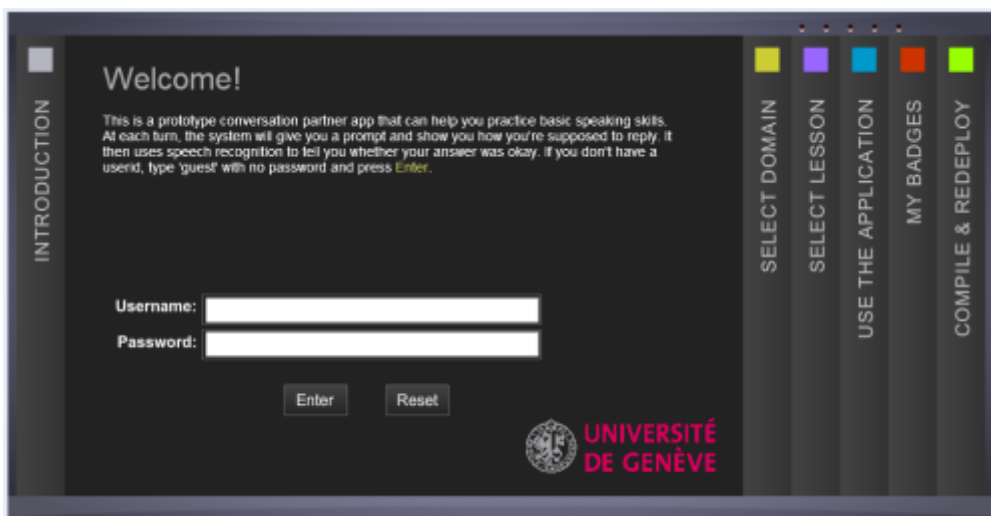 INTRODUCTION
Welcome!
This is a prototype conversation partner app that can help you practice basic speaking skills.
At each turn, the system will give you a prompt and show you how you're supposed to reply. It
then uses speech recognition to tell you whether your answer was okay. If you don't have a
userid, type 'guest' with no password and press Enter.
Username:
Password:
Enter Reset
UNIVERSITÉ
DE GENÈVE
SELECT DOMAIN
SELECT LESSON
USE THE APPLICATION
MY BADGES
COMPILE & REDEPLOY